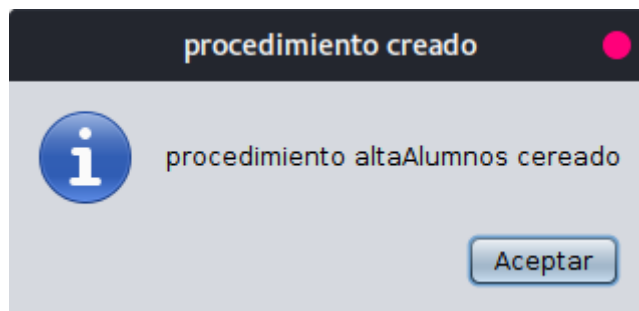 procedimiento creado
procedimiento altaAlumnos cereado
Aceptar